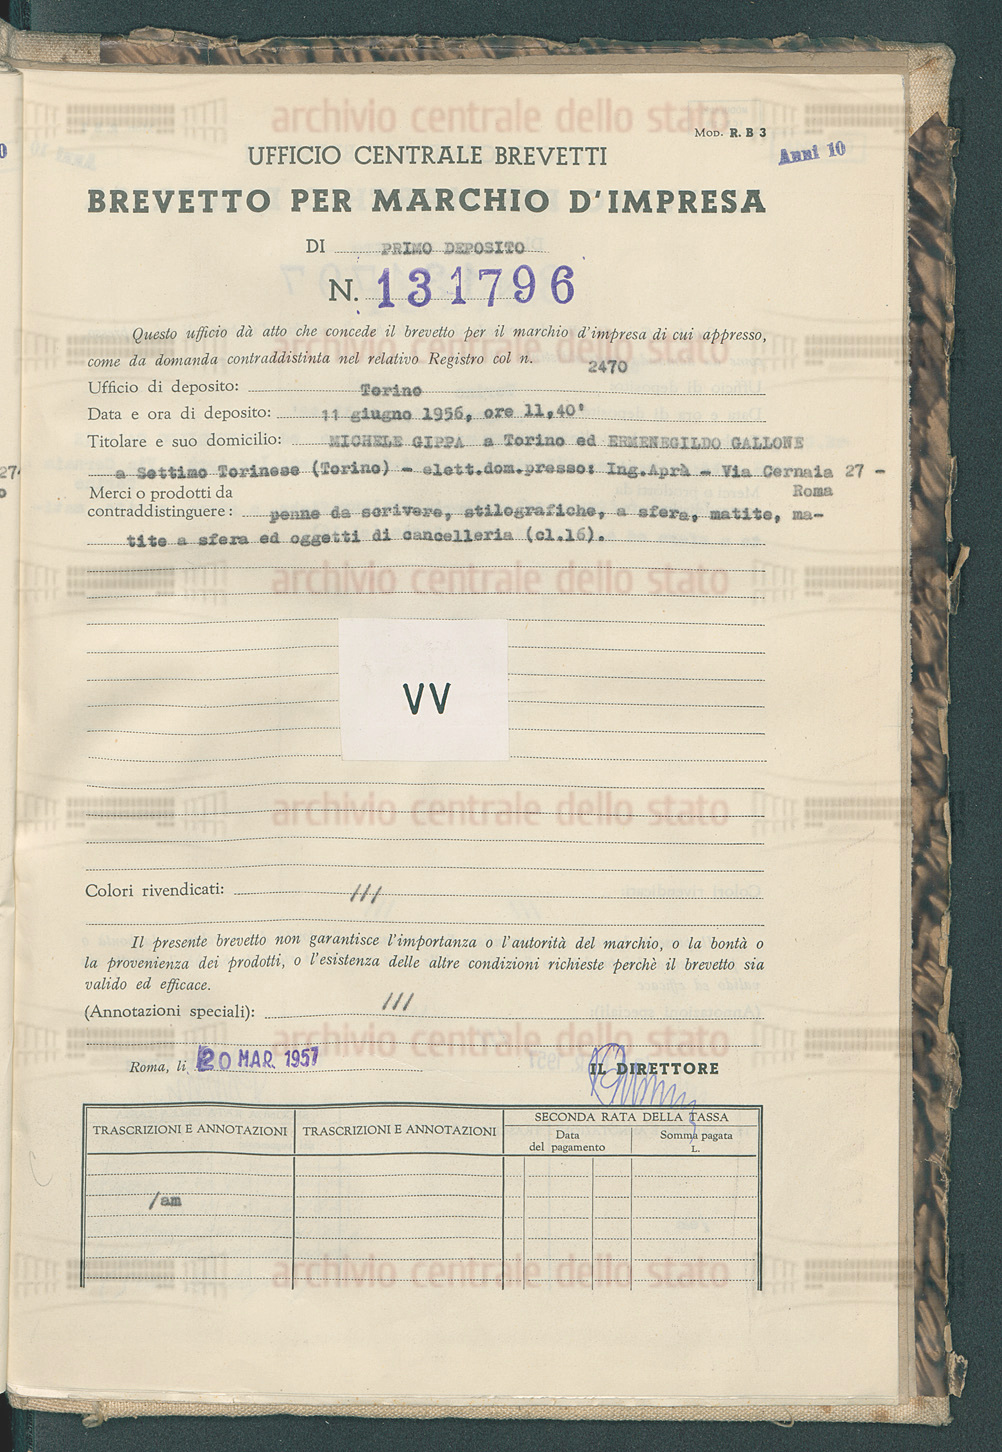 archivio centrale dello stato
Mod. R. B 3
Anni 10
UFFICIO CENTRALE BREVETTI
BREVETTO PER MARCHIO D'IMPRESA
DI PRIMO DEPOSITO
N. 131796
Questo ufficio dà atto che concede il brevetto per il marchio d'impresa di cui appresso,
archivio centrale dello stato
come da domanda contraddistinta nel relativo Registro col n. 2470
Ufficio di deposito: Torino
Data e ora di deposito: 11 giugno 1956, ore 11,40'
Titolare e suo domicilio: MICHELE GIPPA a Torino ed ERMENEGILDO GALLONE
a Settimo Torinese (Torino) - elett.dom.presso: Ing.Aprà - Via Cernaia 27 -
Roma
Merci o prodotti da
contraddistinguere: penne da scrivere, stilografiche, a sfera, matite, ma-
tite a sfera ed oggetti di cancelleria (cl.16).
archivio centrale dello stato
VV
archivio centrale dello stato
Colori rivendicati: ///
Il presente brevetto non garantisce l'importanza o l'autorità del marchio, o la bontà o
la provenienza dei prodotti, o l'esistenza delle altre condizioni richieste perchè il brevetto sia
valido ed efficace.
(Annotazioni speciali): ///
archivio centrale dello stato
Roma, li 20 MAR. 1957
IL DIRETTORE
TRASCRIZIONI E ANNOTAZIONI
TRASCRIZIONI E ANNOTAZIONI
SECONDA RATA DELLA TASSA
Data
del pagamento
Somma pagata
L.
/am
archivio centrale dello stato